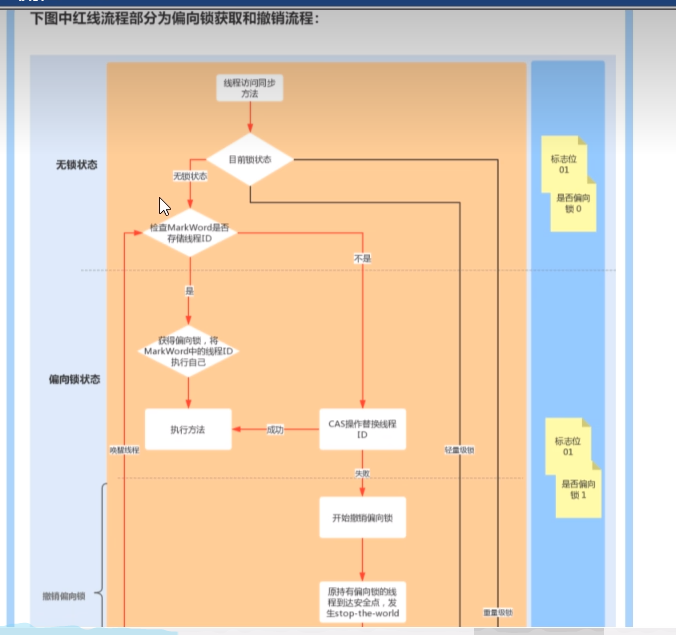 下图中红线流程部分为偏向锁获取和撤销流程：
线程访问同步
方法
目前锁状态
无锁状态
无锁状态
标志位
01
是否偏向
锁 0
检查MarkWord是否
存储线程ID
不是
是
获得偏向锁，将
MarkWord中的线程ID
执行自己
偏向锁状态
执行方法
成功
CAS操作替换线程
ID
唤醒线程
轻量级锁
标志位
01
是否偏向
锁 1
失败
开始撤销偏向锁
撤销偏向锁
原持有偏向锁的线
程到达安全点，发
生stop-the-world
重量级锁